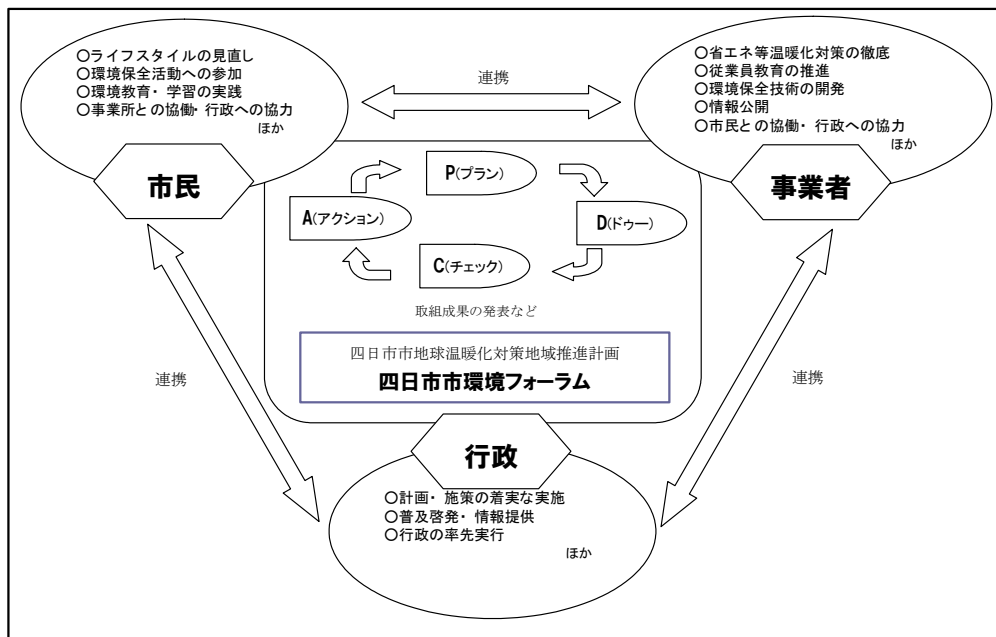 ○ライフスタイルの見直し
○環境保全活動への参加
○環境教育・学習の実践
○事業所との協働・行政への協力
ほか
市民
連携
○省エネ等温暖化対策の徹底
○従業員教育の推進
○環境保全技術の開発
○情報公開
○市民との協働・行政への協力
ほか
事業者
P(プラン)
A(アクション)
D(ドゥー)
C(チェック)
取組成果の発表など
四日市市地球温暖化対策地域推進計画
四日市市環境フォーラム
連携
連携
行政
○計画・施策の着実な実施
○普及啓発・情報提供
○行政の率先実行
ほか